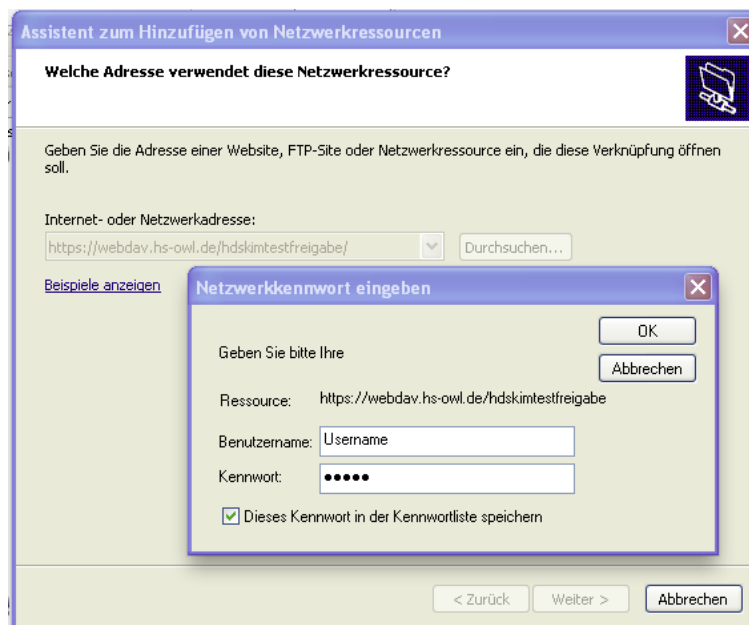 Assistent zum Hinzufügen von Netzwerkressourcen
Welche Adresse verwendet diese Netzwerkressource?
Geben Sie die Adresse einer Website, FTP-Site oder Netzwerkressource ein, die diese Verknüpfung öffnen
soll.
Internet- oder Netzwerkadresse:
https://webdav.hs-owl.de/hdskimtestfreigabe/
Durchsuchen...
Beispiele anzeigen
Netzwerkkennwort eingeben
OK
Geben Sie bitte Ihre
Abbrechen
Ressource: https://webdav.hs-owl.de/hdskimtestfreigabe
Benutzername: Username
Kennwort: •••••
Dieses Kennwort in der Kennwortliste speichern
< Zurück Weiter > Abbrechen